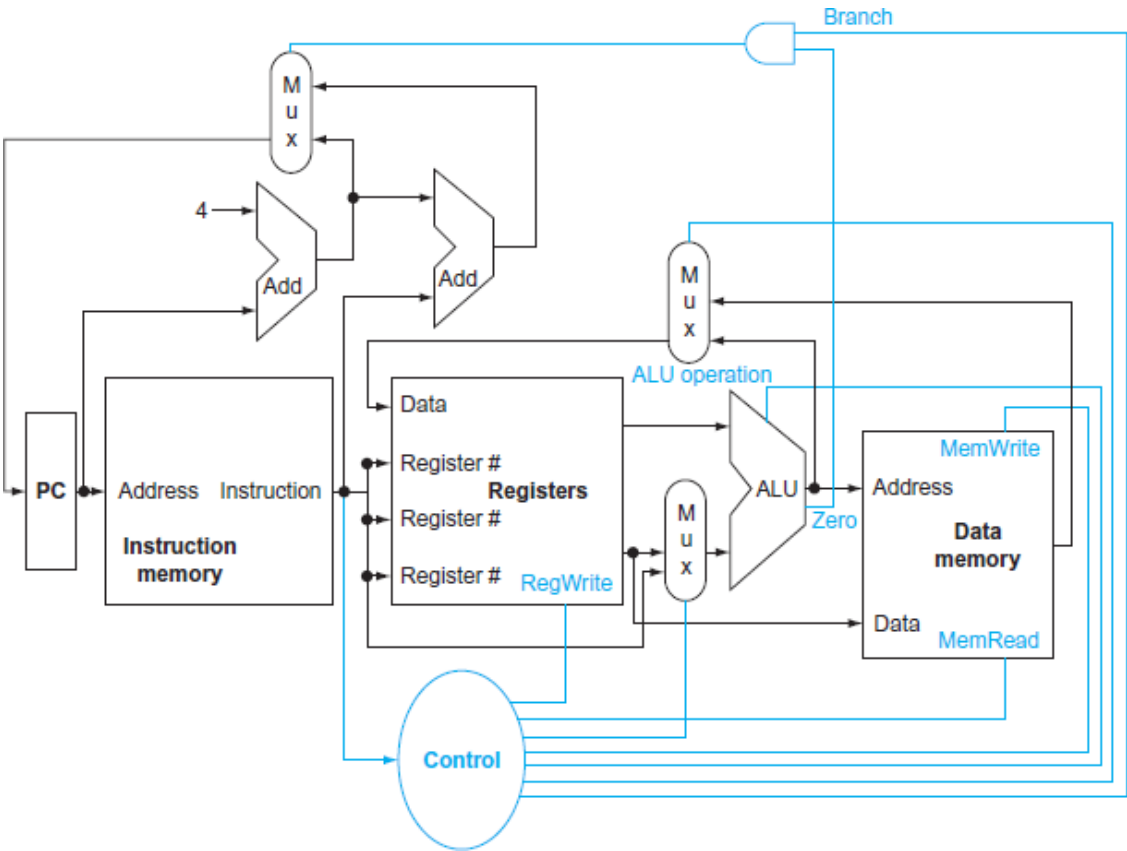 Branch
M
u
x
4
Add
Add
M
u
x
ALU operation
Data
Register #
Registers
Register #
Register #
RegWrite
PC
Address Instruction
Instruction
memory
M
u
x
ALU
Zero
MemWrite
Address
Data
memory
Data
MemRead
Control